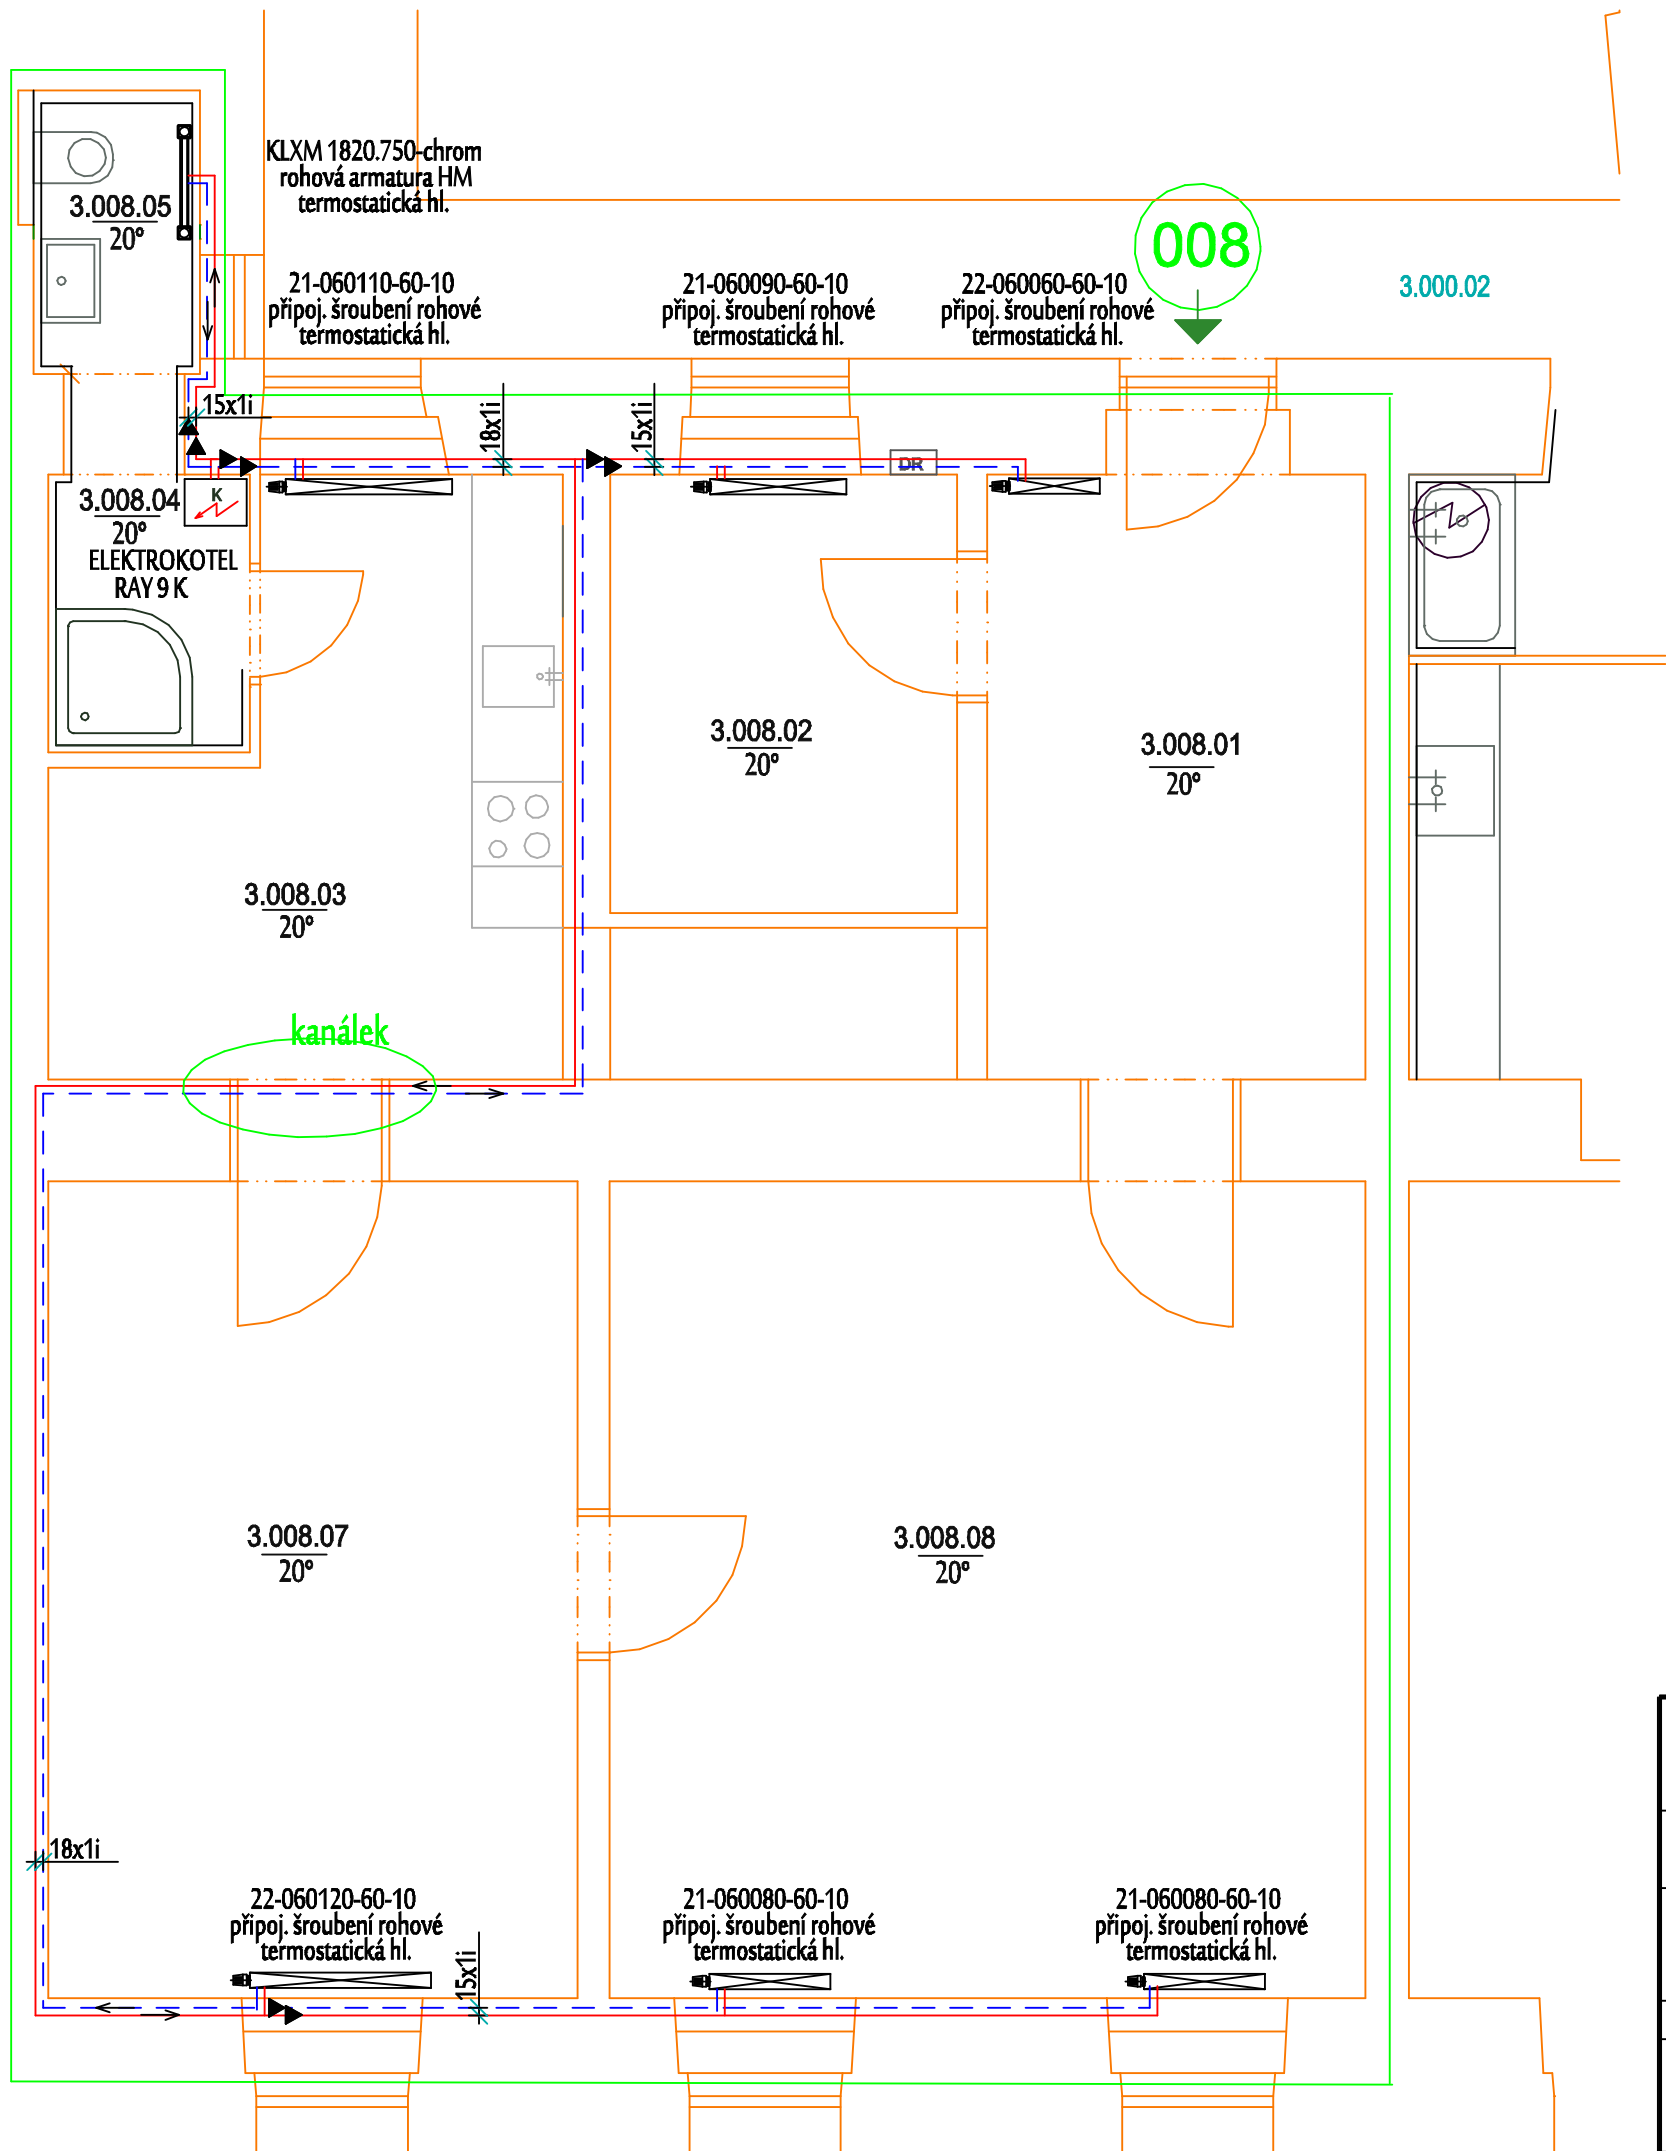 KLXM 1820.750-chrom
rohová armatura HM
termostatická hl.
3.008.05
20°
008
3.000.02
21-060110-60-10
připoj. šroubení rohové
termostatická hl.
21-060090-60-10
připoj. šroubení rohové
termostatická hl.
22-060060-60-10
připoj. šroubení rohové
termostatická hl.
15x1i
18x1i
15x1i
DR
K
3.008.04
20°
ELEKTROKOTEL
RAY 9 K
3.008.02
20°
3.008.01
20°
3.008.03
20°
kanálek
3.008.07
20°
3.008.08
20°
18x1i
22-060120-60-10
připoj. šroubení rohové
termostatická hl.
15x1i
21-060080-60-10
připoj. šroubení rohové
termostatická hl.
21-060080-60-10
připoj. šroubení rohové
termostatická hl.